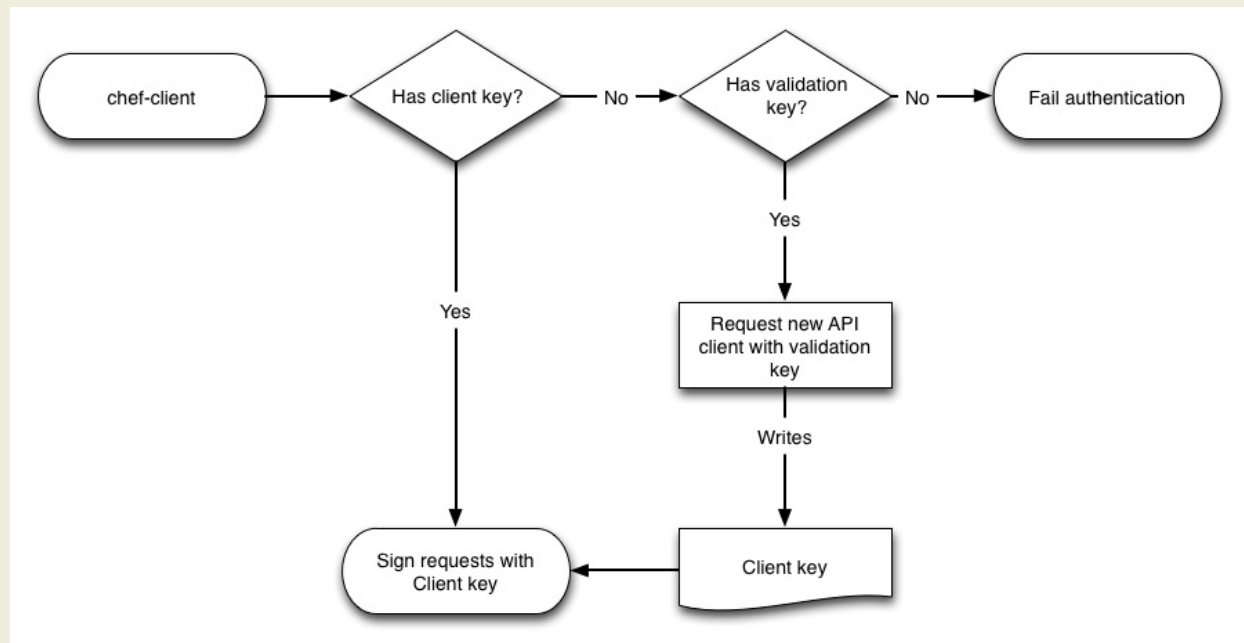 chef-client
Has client key?
No
Has validation
key?
No
Fail authentication
Yes
Yes
Request new API
client with validation
key
Writes
Sign requests with
Client key
Client key